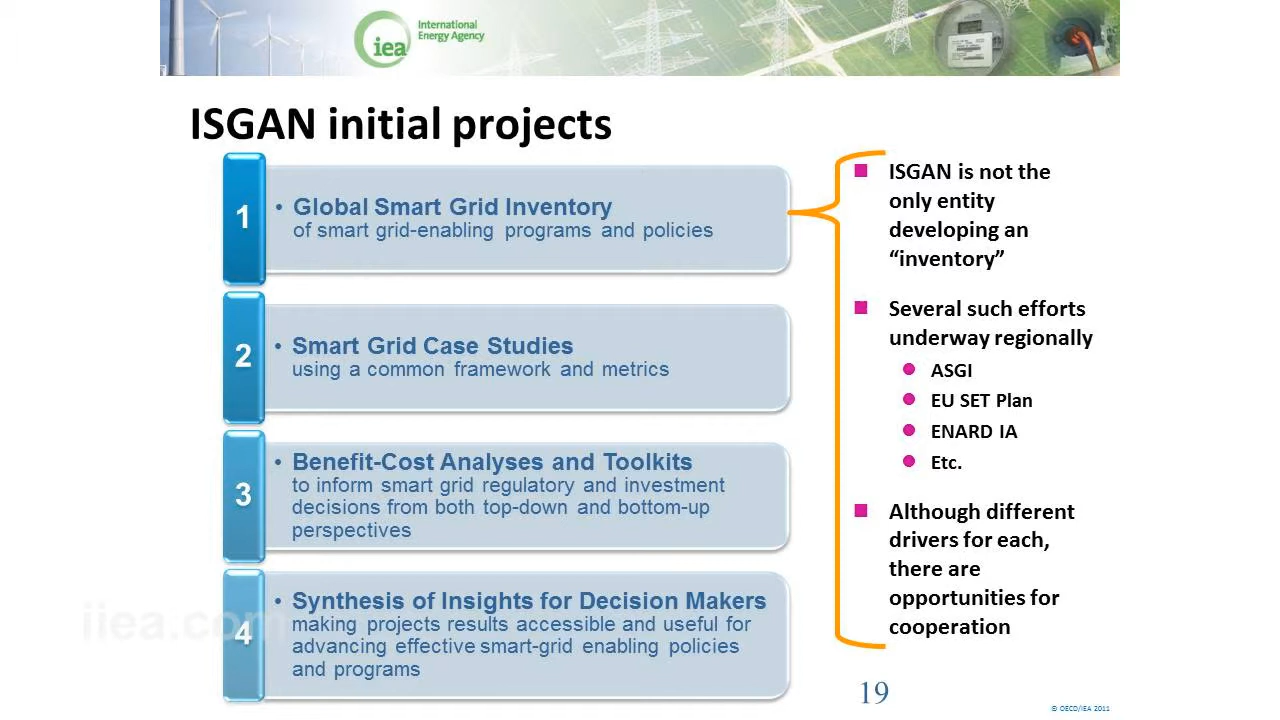 iea
International
Energy Agency
ISGAN initial projects
1
• Global Smart Grid Inventory
of smart grid-enabling programs and policies
2
• Smart Grid Case Studies
using a common framework and metrics
3
• Benefit-Cost Analyses and Toolkits
to inform smart grid regulatory and investment
decisions from both top-down and bottom-up
perspectives
4
• Synthesis of Insights for Decision Makers
making projects results accessible and useful for
advancing effective smart-grid enabling policies
and programs
ISGAN is not the
only entity
developing an
“inventory”
Several such efforts
underway regionally
ASGI
EU SET Plan
ENARD IA
Etc.
Although different
drivers for each,
there are
opportunities for
cooperation
iiea.com
19
© OECD/IEA 2011